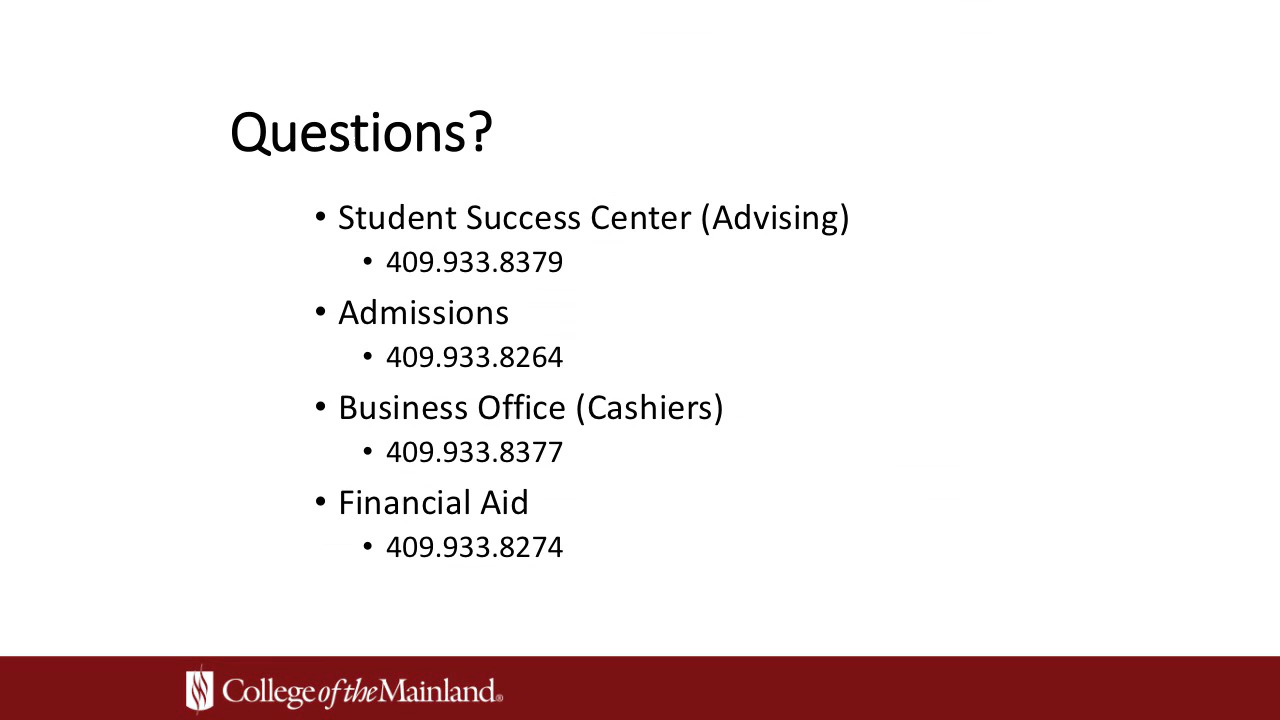 Questions?
• Student Success Center (Advising)
• 409.933.8379
• Admissions
• 409.933.8264
• Business Office (Cashiers)
• 409.933.8377
• Financial Aid
• 409.933.8274
College of the Mainland®